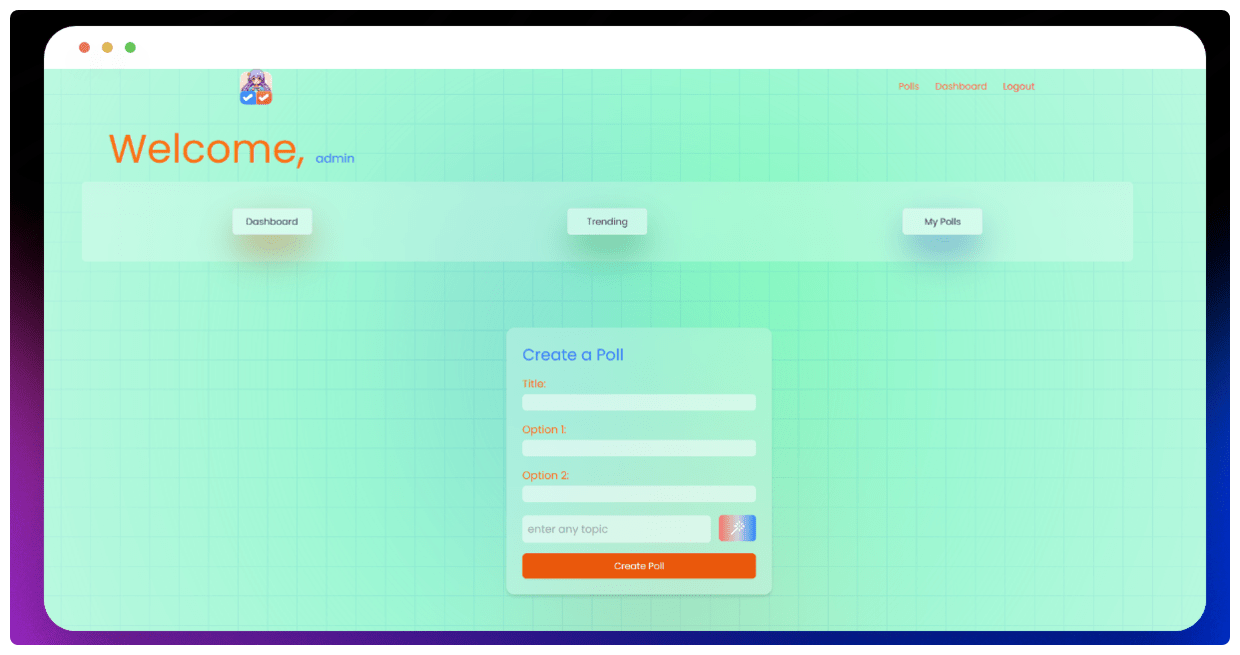 Polls Dashboard Logout
Welcome, admin
Dashboard Trending My Polls
Create a Poll
Title:
Option 1:
Option 2:
enter any topic
Create Poll